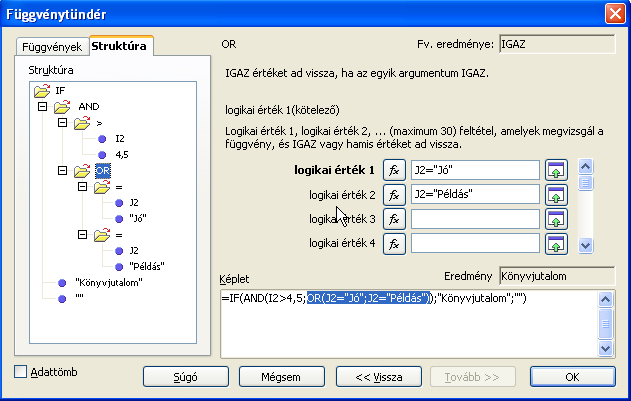 Függvénytündér
Függvények
Struktúra
Struktúra
IF
AND
>
I2
4,5
OR
=
J2
"Jó"
=
J2
"Példás"
"Könyvjutalom"
""
OR
Fv. eredménye:
IGAZ
IGAZ értéket ad vissza, ha az egyik argumentum IGAZ.
logikai érték 1(kötelező)
Logikai érték 1, logikai érték 2, ... (maximum 30) feltétel, amelyek megvizsgál a
függvény, és IGAZ vagy hamis értéket ad vissza.
logikai érték 1
fx
J2="Jó"
logikai érték 2
fx
J2="Példás"
logikai érték 3
fx
logikai érték 4
fx
Képlet
Eredmény
Könyvjutalom
=IF(AND(I2>4,5;OR(J2="Jó";J2="Példás"));"Könyvjutalom";"")
Adattömb
Súgó
Mégsem
<< Vissza
Tovább >>
OK